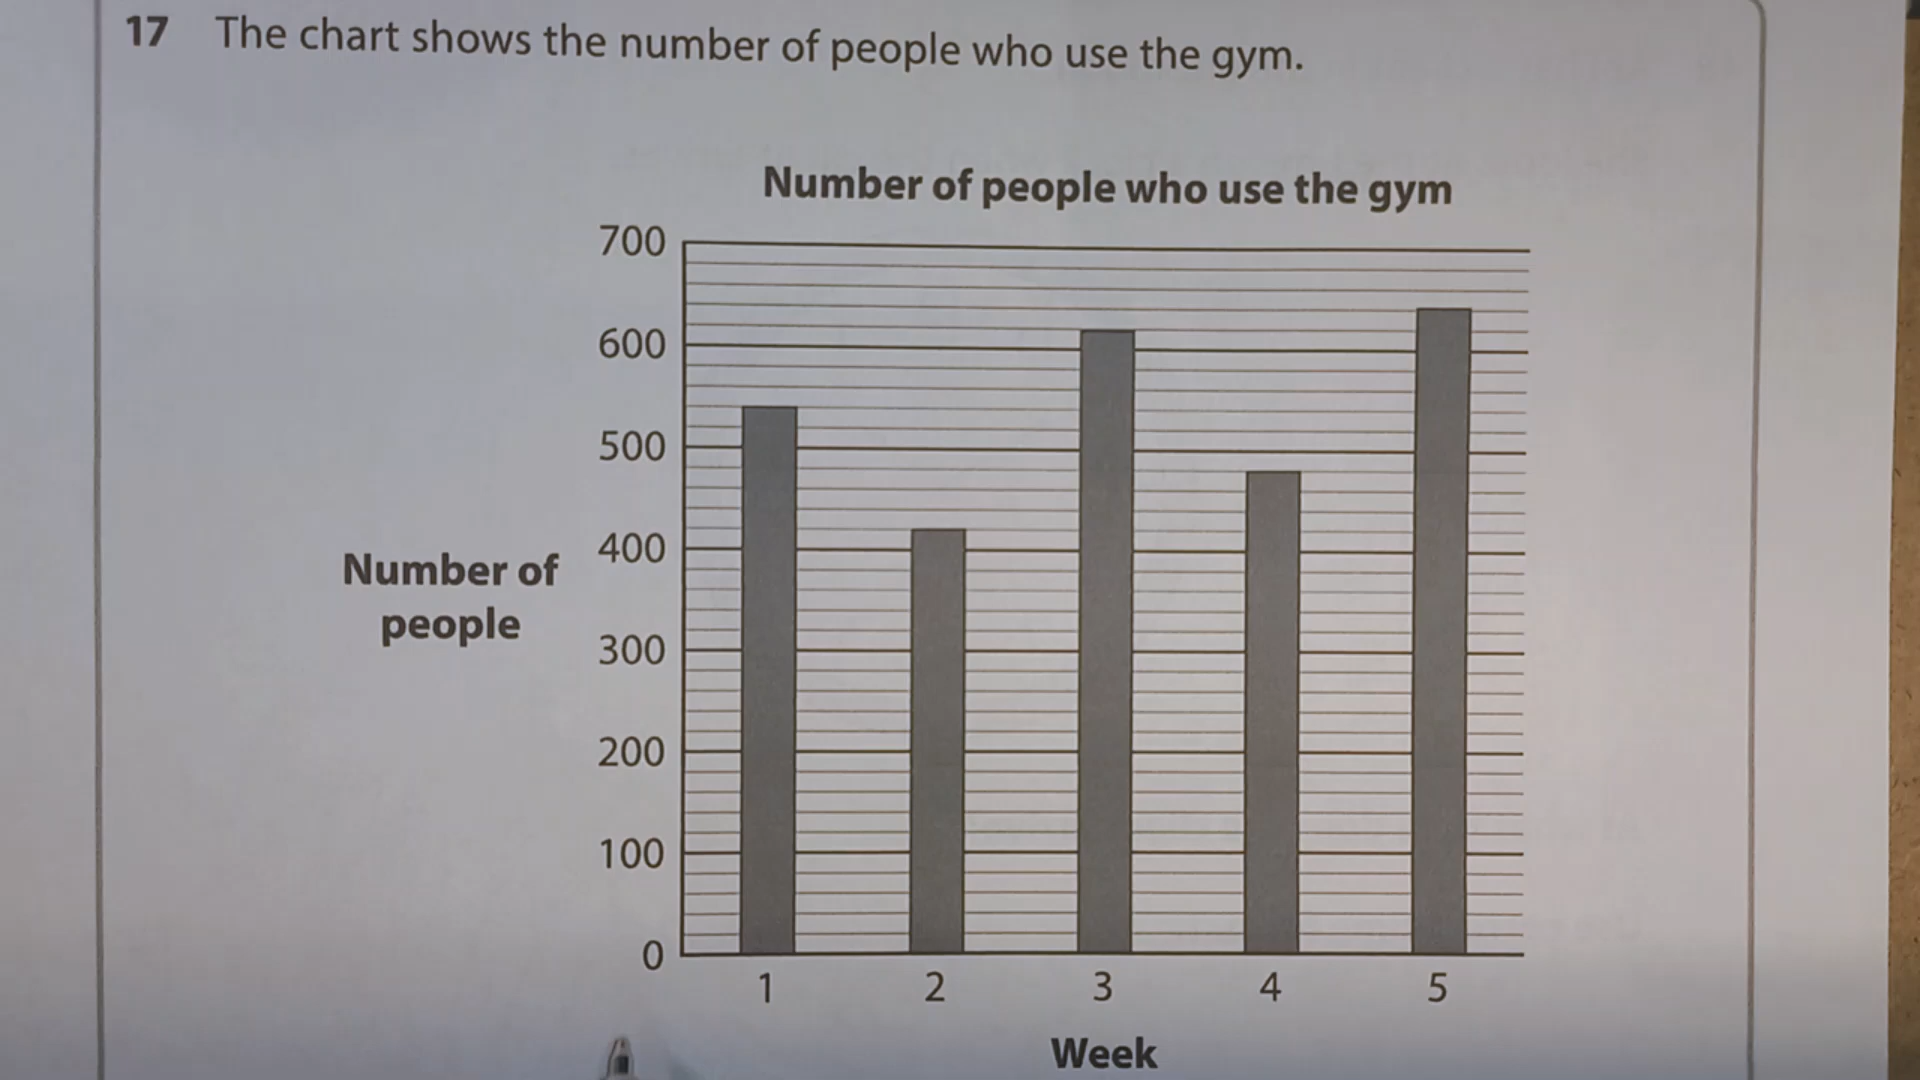 17 The chart shows the number of people who use the gym.
Number of people who use the gym
700
600
500
400
300
200
100
0
Number of
people
1 2 3 4 5
Week